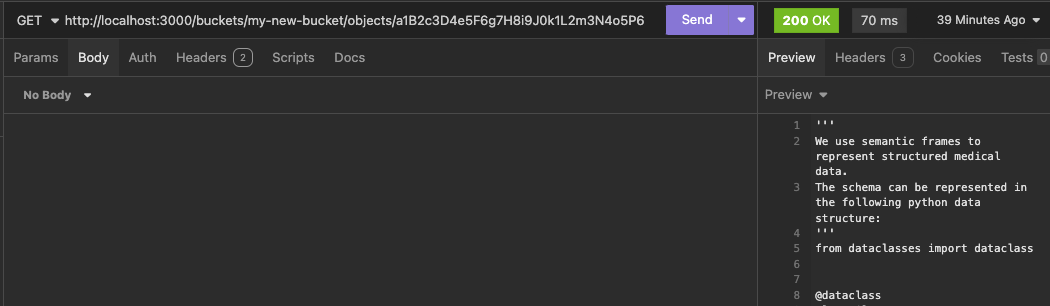 GET http://localhost:3000/buckets/my-new-bucket/objects/a1B2c3D4e5F6g7H8i9J0k1L2m3N4o5P6 Send 200 OK 70 ms 39 Minutes Ago
Params Body Auth Headers 2 Scripts Docs Preview Headers 3 Cookies Tests 0
No Body Preview
1 '''
2 We use semantic frames to
represent structured medical
data.
3 The schema can be represented in
the following python data
structure:
4 '''
5 from dataclasses import dataclass
6
7
8 @dataclass